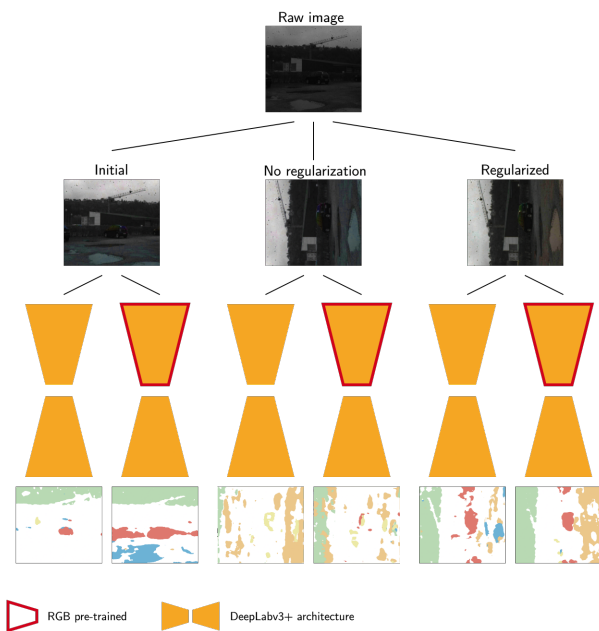 Raw image
Initial
No regularization
Regularized
RGB pre-trained
DeepLabv3+ architecture